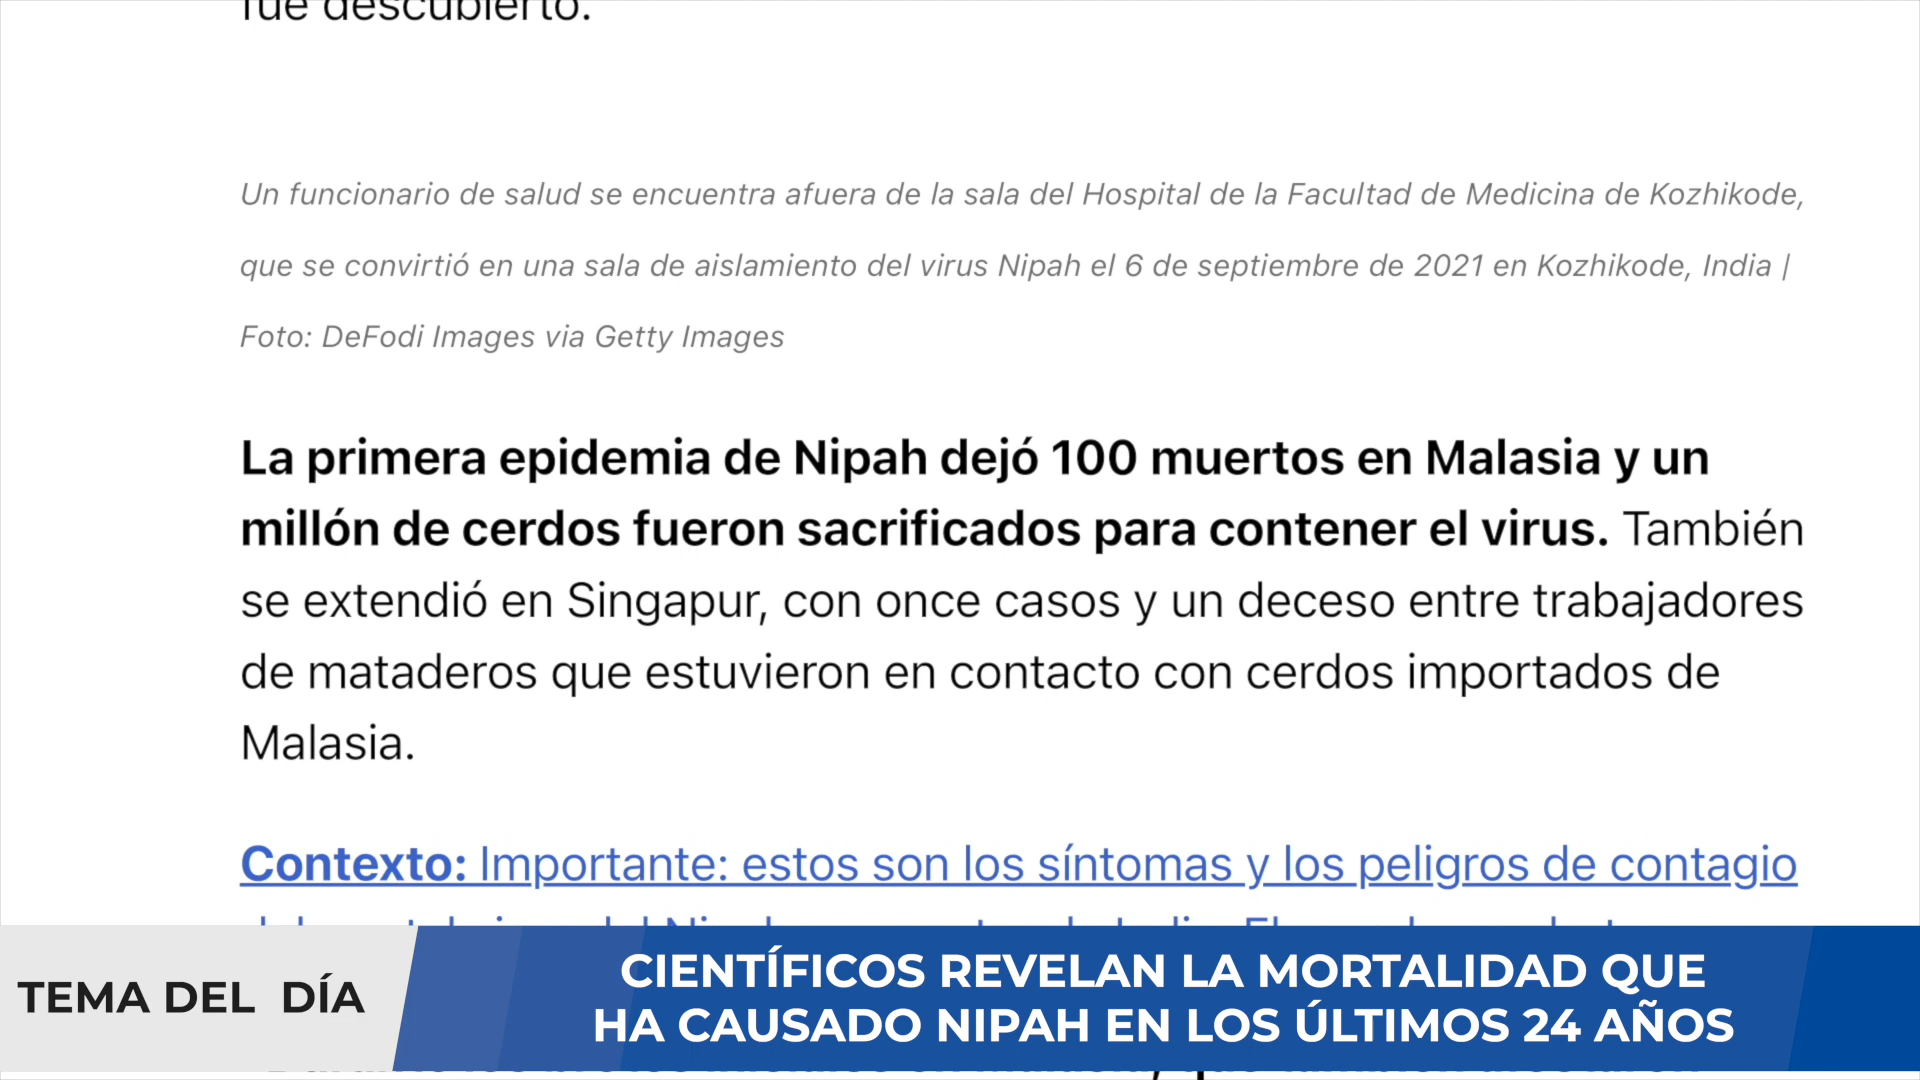 fue descubierto.
Un funcionario de salud se encuentra afuera de la sala del Hospital de la Facultad de Medicina de Kozhikode,
que se convirtió en una sala de aislamiento del virus Nipah el 6 de septiembre de 2021 en Kozhikode, India |
Foto: DeFodi Images via Getty Images
La primera epidemia de Nipah dejó 100 muertos en Malasia y un
millón de cerdos fueron sacrificados para contener el virus. También
se extendió en Singapur, con once casos y un deceso entre trabajadores
de mataderos que estuvieron en contacto con cerdos importados de
Malasia.
Contexto: Importante: estos son los síntomas y los peligros de contagio
TEMA DEL DÍA
CIENTÍFICOS REVELAN LA MORTALIDAD QUE
HA CAUSADO NIPAH EN LOS ÚLTIMOS 24 AÑOS